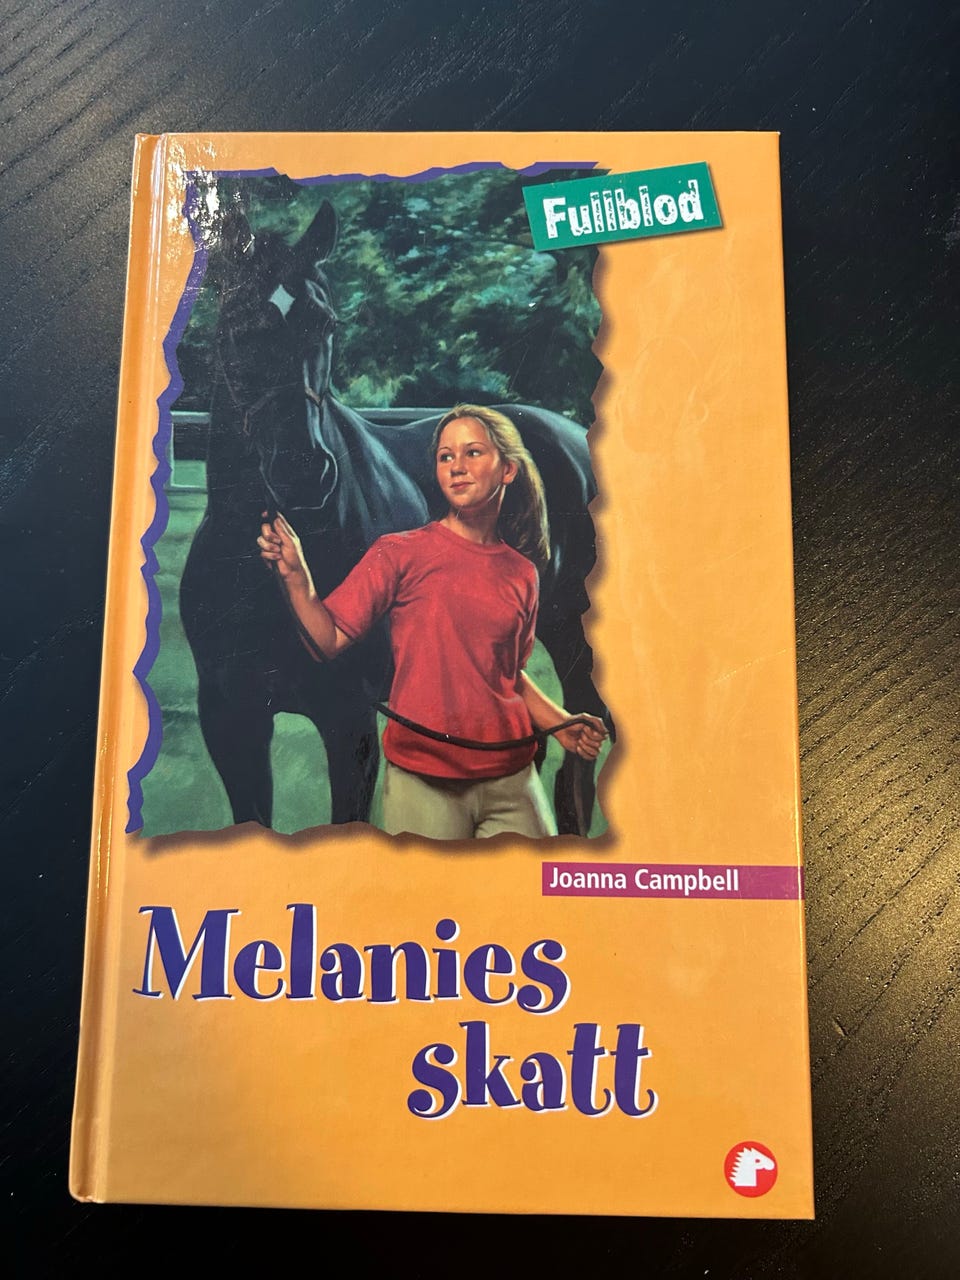 Fullblod
Joanna Campbell
Melanies
skatt